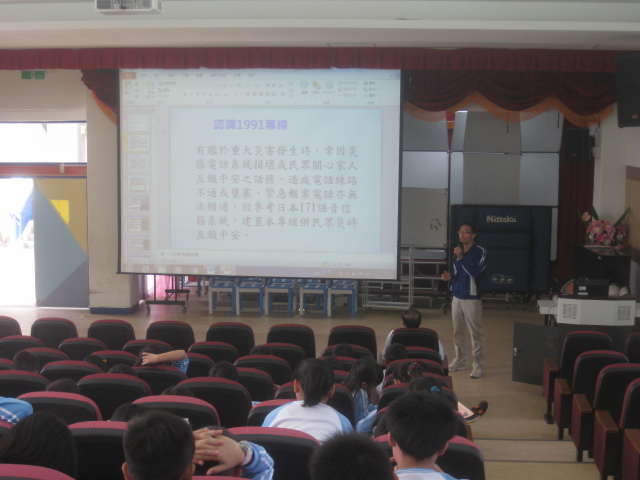 認識1991專線
有鑑於重大災害發生時，常因災
區電話系統損壞或民眾關心家人
互報平安之話務，造成電話線路
不通或壅塞，緊急報案電話亦無
法撥通，經參考日本171語音信
箱系統，建置本專線供民眾災時
互報平安。
Nittaku